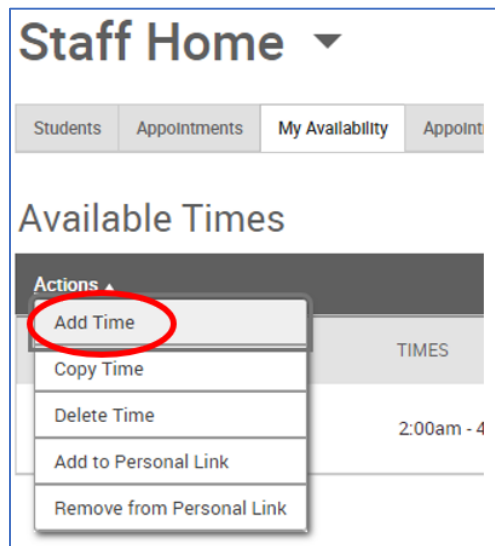 Staff Home
Students Appointments My Availability Appoint
Available Times
Actions
Add Time
TIMES
Copy Time
Delete Time
2:00am - 4
Add to Personal Link
Remove from Personal Link